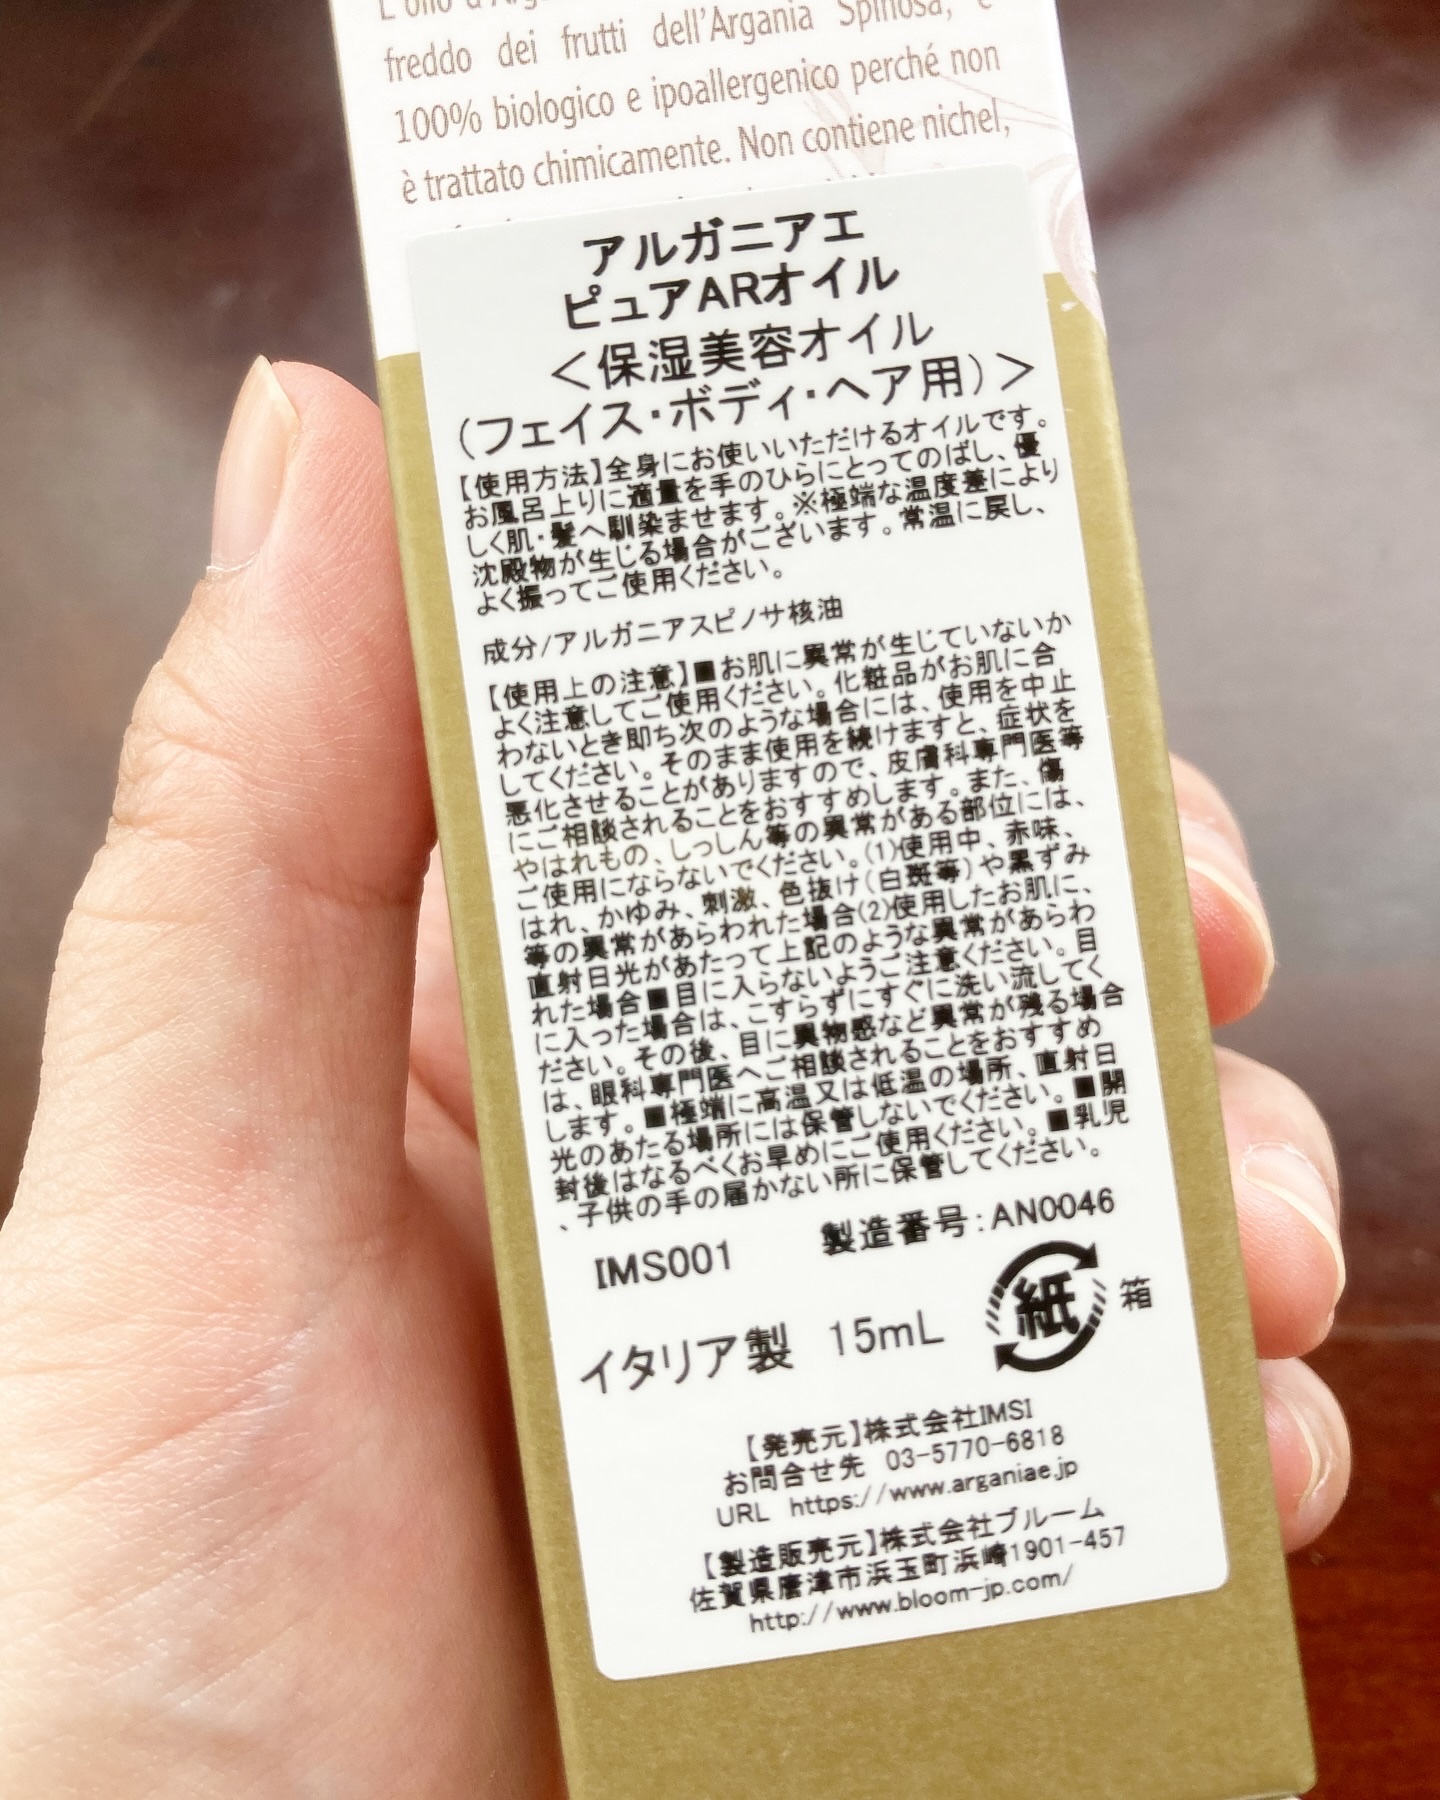 freddo dei frutti dell'Argania Spinosa, e
100% biologico e ipoallergenico perché non
è trattato chimicamente. Non contiene nichel,
アルガニアエ
ピュアARオイル
＜保湿美容オイル
(フェイス・ボディ・ヘア用)＞
【使用方法】全身にお使いいただけるオイルです。
お風呂上りに適量を手のひらにとってのばし、優
しく肌・髪へ馴染ませます。※極端な温度差により
沈殿物が生じる場合がございます。常温に戻し、
よく振ってご使用ください。
成分/アルガニアスピノサ核油
【使用上の注意】■お肌に異常が生じていないか
よく注意してご使用ください。化粧品がお肌に合
わないとき即ち次のような場合には、使用を中止
してください。そのまま使用を続けますと、症状を
悪化させることがありますので、皮膚科専門医等
にご相談されることをおすすめします。また、傷
やはれもの、しっしん等の異常がある部位には、
ご使用にならないでください。(1)使用中、赤味、
はれ、かゆみ、刺激、色抜け(白斑等)や黒ずみ
等の異常があらわれた場合(2)使用したお肌に、
直射日光があたって上記のような異常があらわ
れた場合■目に入らないようご注意ください。目
に入った場合は、こすらずにすぐに洗い流してく
ださい。その後、目に異物感など異常が残る場合
は、眼科専門医へご相談されることをおすすめ
します。■極端に高温又は低温の場所、直射日
光のあたる場所には保管しないでください。■開
封後はなるべくお早めにご使用ください。■乳児
、子供の手の届かない所に保管してください。
IMS001 製造番号:AN0046
イタリア製 15mL 紙 箱
【発売元】株式会社IMSI
お問合せ先 03-5770-6818
URL https://www.arganiae.jp
【製造販売元】株式会社ブルーム
佐賀県唐津市浜玉町浜崎1901-457
http://www.bloom-jp.com/